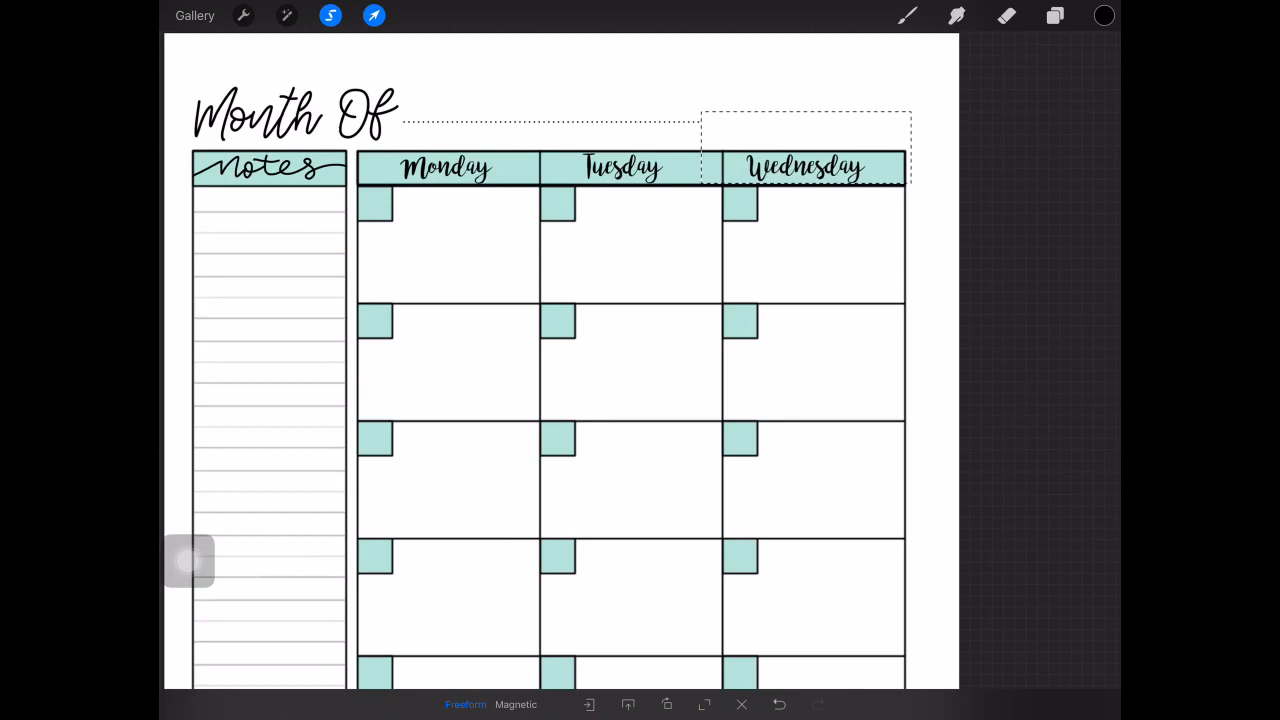 Gallery
Month Of
Notes
Monday Tuesday Wednesday
Freeform Magnetic